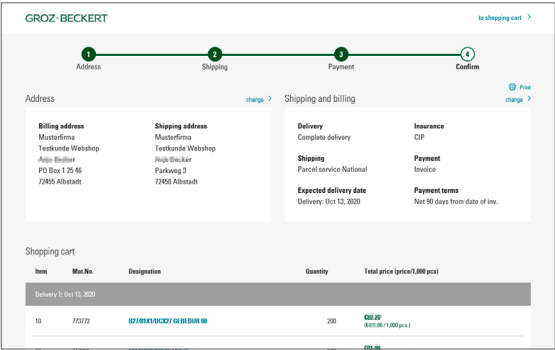 GROZ-BECKERT
to shopping cart >
1 2 3 4
Address Shipping Payment Confirm
Print
Address change > Shipping and billing change >
Billing address Shipping address Delivery Insurance
Musterfirma Musterfirma Complete delivery CIP
Testkunde Webshop Testkunde Webshop
Shipping Payment
PO Box 1 25 46 Parkweg 3 Parcel service National Invoice
72455 Albstadt 72458 Albstadt
Expected delivery date Payment terms
Delivery: Oct 13, 2020 Net 90 days from date of inv.
Shopping cart
Item Mat.No. Designation Quantity Total price (price/1,000 pcs)
Delivery 1: Oct 13, 2020
10 773772 200
/ 1,000 pcs.)